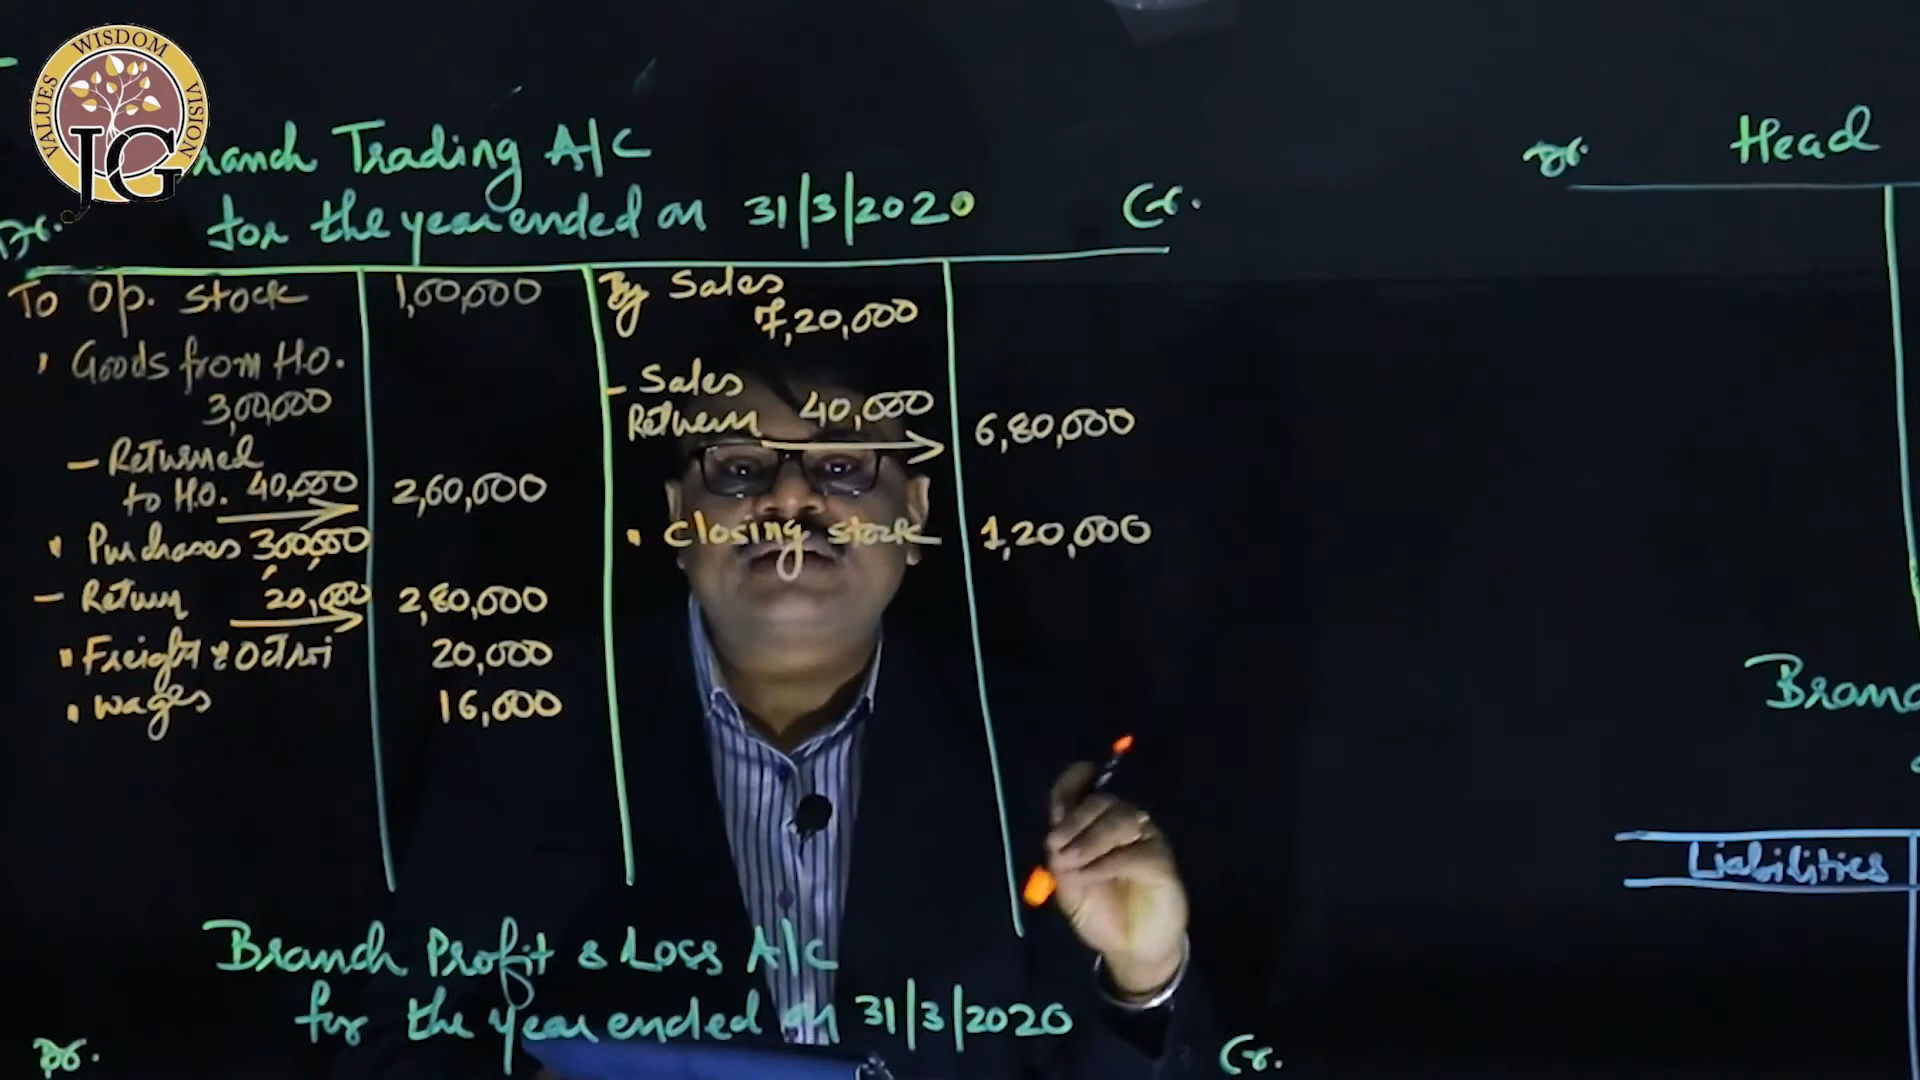 VALUES WISDOM VISION
JG
Branch Trading A/C
for the year ended on 31/3/2020
Dr.
Cr.
To Op. Stock 1,00,000
" Goods from H.O.
3,00,000
- Returned
to H.O. 40,000 2,60,000
" Purchases 300,000
- Return 20,000 2,80,000
" Freight & Octroi 20,000
" Wages 16,000
By Sales
7,20,000
- Sales
Return 40,000 6,80,000
" Closing stock 1,20,000
Branch Profit & Loss A/C
for the year ended on 31/3/2020
Dr.
Cr.
Dr. Head
Liabilities